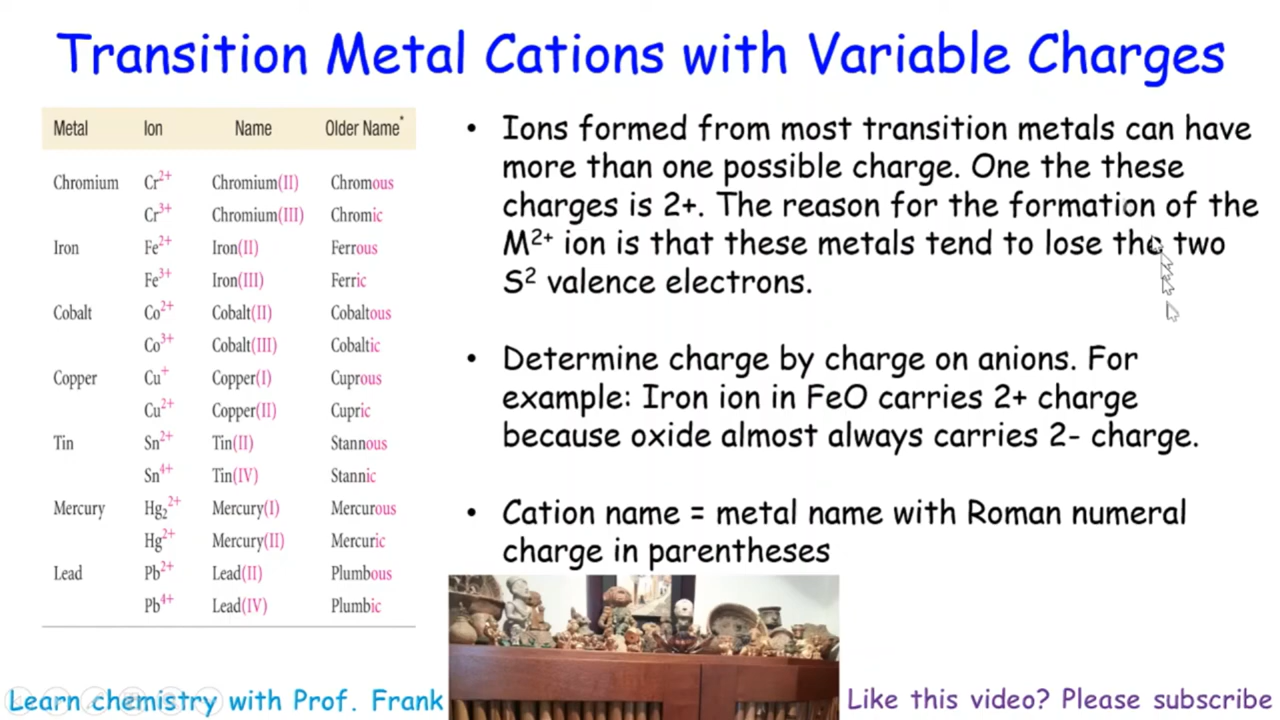 Transition Metal Cations with Variable Charges
Metal Ion Name Older Name*
Chromium Cr²⁺ Chromium(II) Chromous
Cr³⁺ Chromium(III) Chromic
Iron Fe²⁺ Iron(II) Ferrous
Fe³⁺ Iron(III) Ferric
Cobalt Co²⁺ Cobalt(II) Cobaltous
Co³⁺ Cobalt(III) Cobaltic
Copper Cu⁺ Copper(I) Cuprous
Cu²⁺ Copper(II) Cupric
Tin Sn²⁺ Tin(II) Stannous
Sn⁴⁺ Tin(IV) Stannic
Mercury Hg₂²⁺ Mercury(I) Mercurous
Hg²⁺ Mercury(II) Mercuric
Lead Pb²⁺ Lead(II) Plumbous
Pb⁴⁺ Lead(IV) Plumbic
• Ions formed from most transition metals can have
more than one possible charge. One the these
charges is 2+. The reason for the formation of the
M²⁺ ion is that these metals tend to lose the two
S² valence electrons.
• Determine charge by charge on anions. For
example: Iron ion in FeO carries 2+ charge
because oxide almost always carries 2- charge.
• Cation name = metal name with Roman numeral
charge in parentheses
Learn chemistry with Prof. Frank
Like this video? Please subscribe